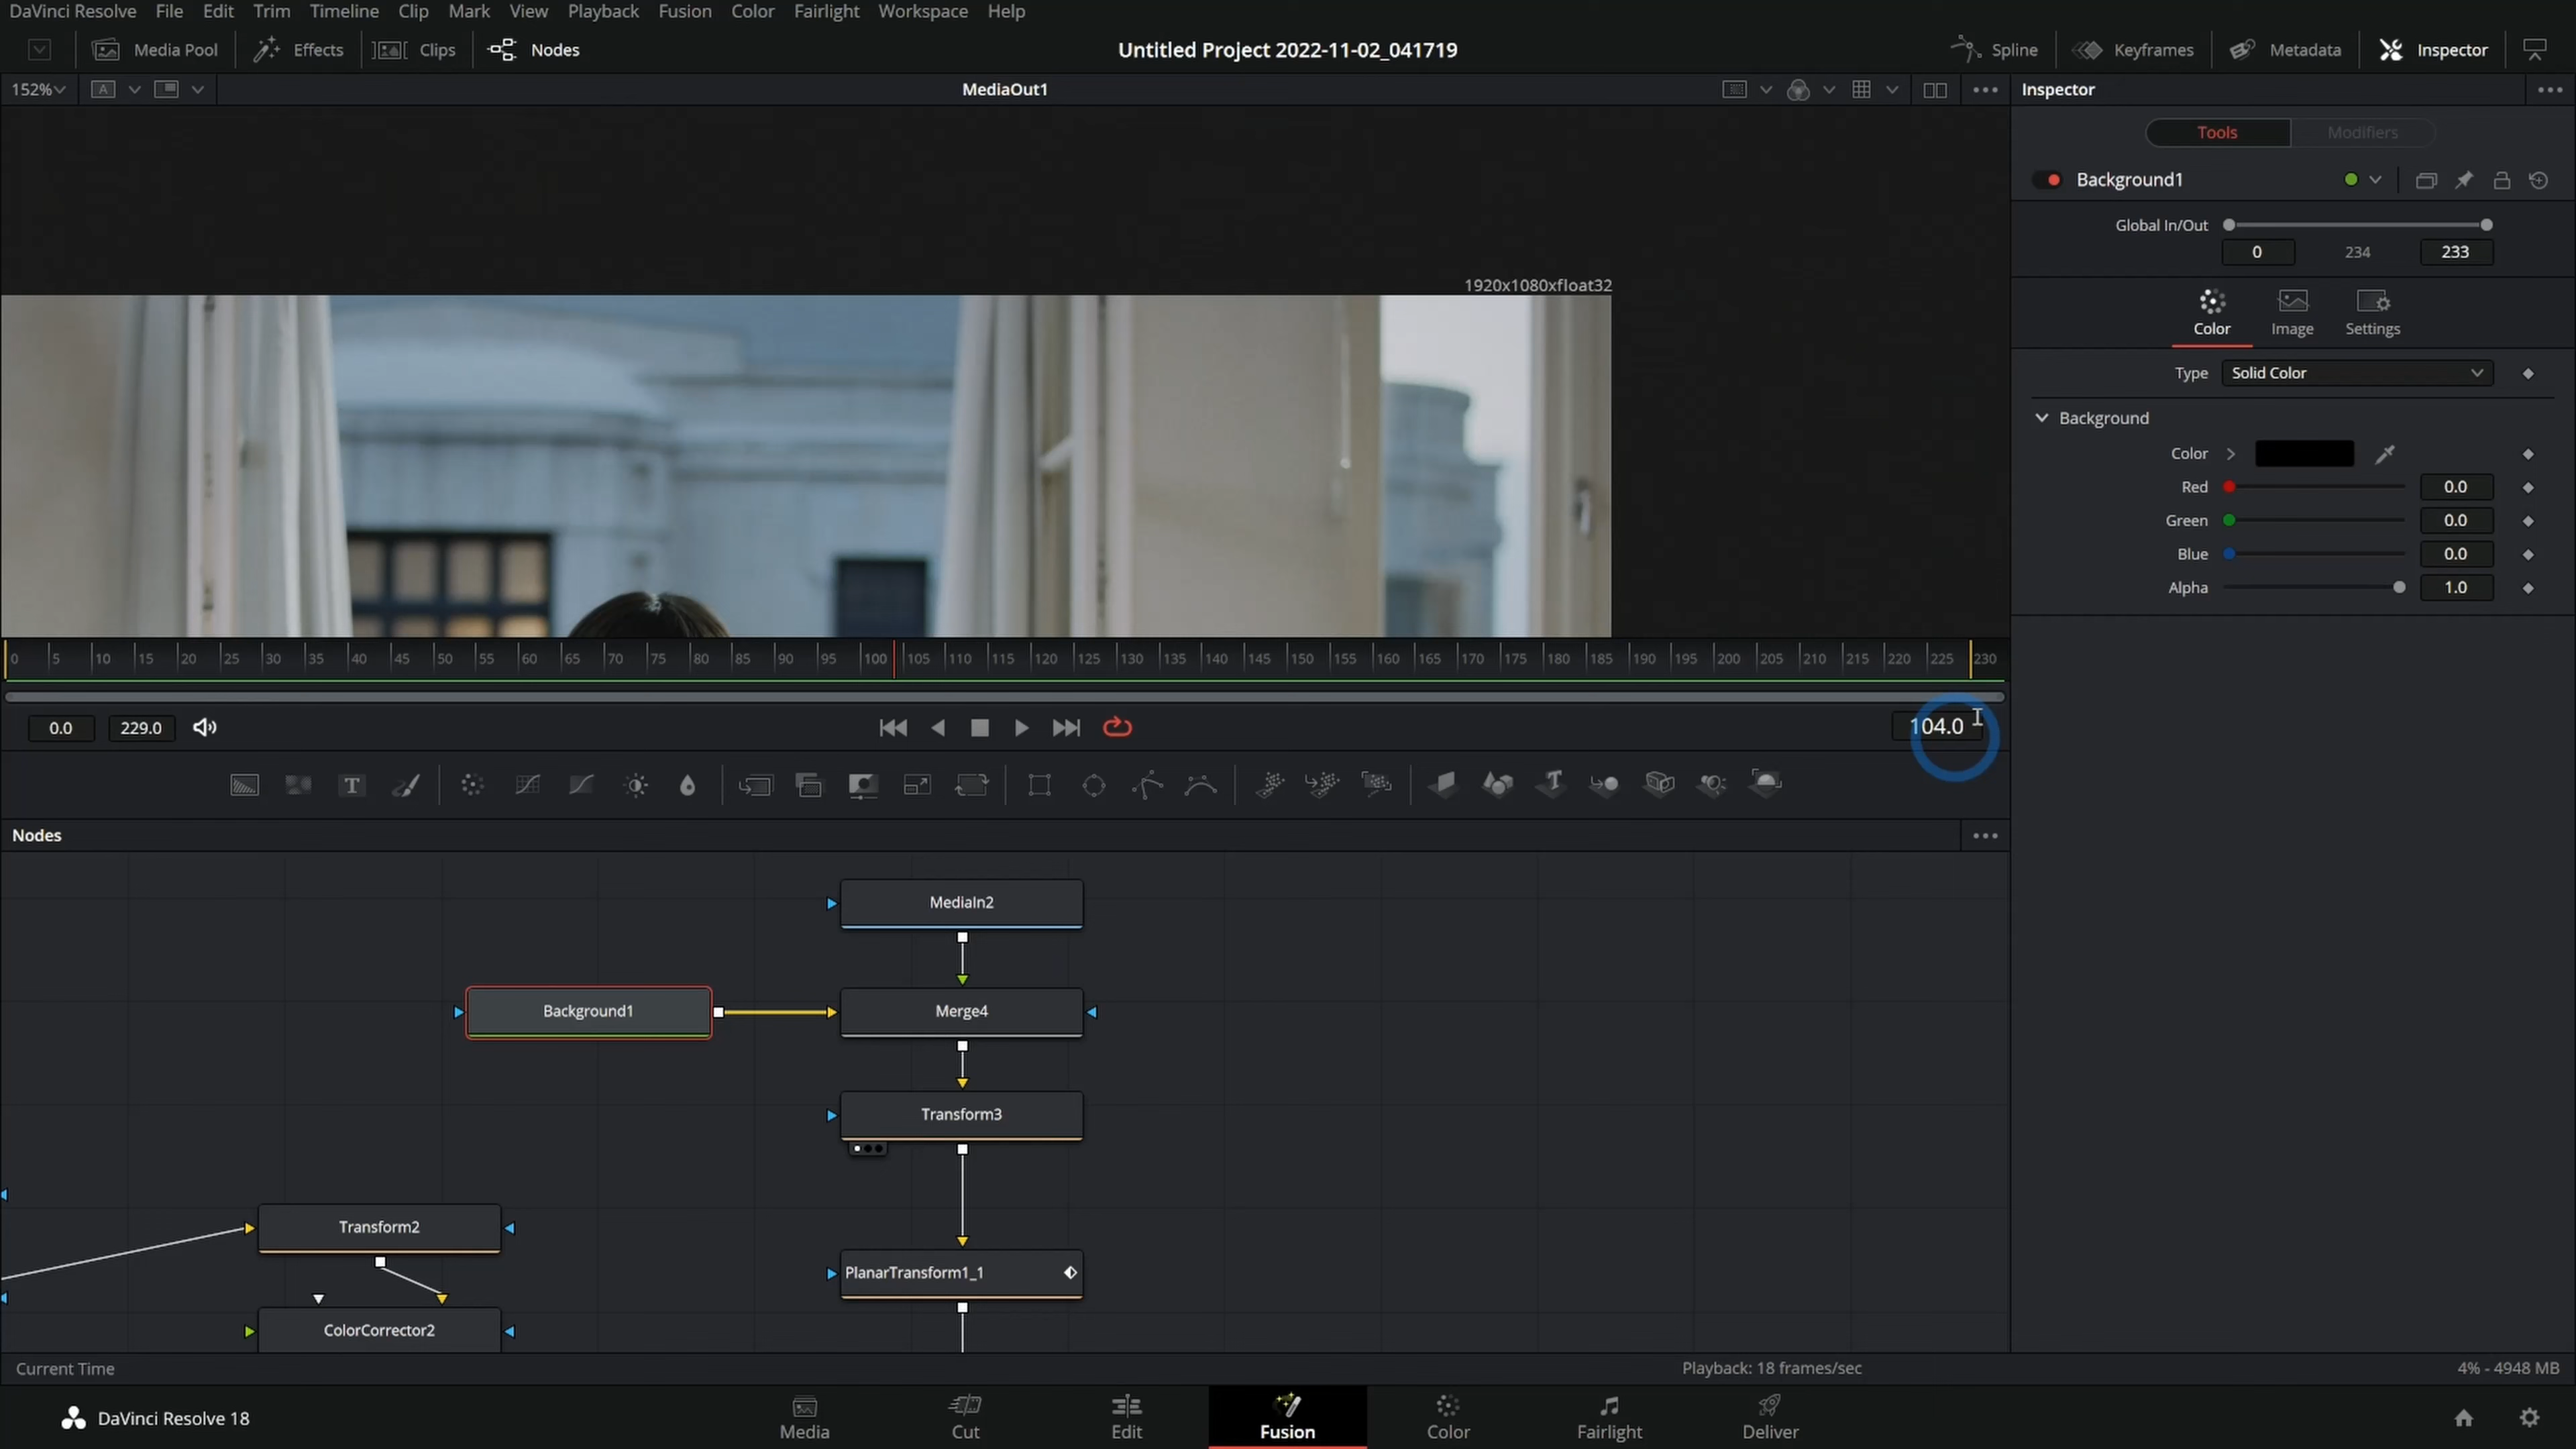 DaVinci Resolve File Edit Trim Timeline Clip Mark View Playback Fusion Color Fairlight Workspace Help
Media Pool Effects Clips Nodes Untitled Project 2022-11-02_041719 Spline Keyframes Metadata Inspector
152% A MediaOut1 Inspector
Tools Modifiers
Background1
Global In/Out
0 234 233
1920x1080xfloat32
Color Image Settings
Type Solid Color
Background
Color
Red 0.0
Green 0.0
Blue 0.0
Alpha 1.0
0 5 10 15 20 25 30 35 40 45 50 55 60 65 70 75 80 85 90 95 100 105 110 115 120 125 130 135 140 145 150 155 160 165 170 175 180 185 190 195 200 205 210 215 220 225 230
0.0 229.0 104.0
T T
Nodes
MediaIn2
Background1 Merge4
Transform3
Transform2
PlanarTransform1_1
ColorCorrector2
Current Time Playback: 18 frames/sec 4% - 4948 MB
DaVinci Resolve 18 Media Cut Edit Fusion Color Fairlight Deliver